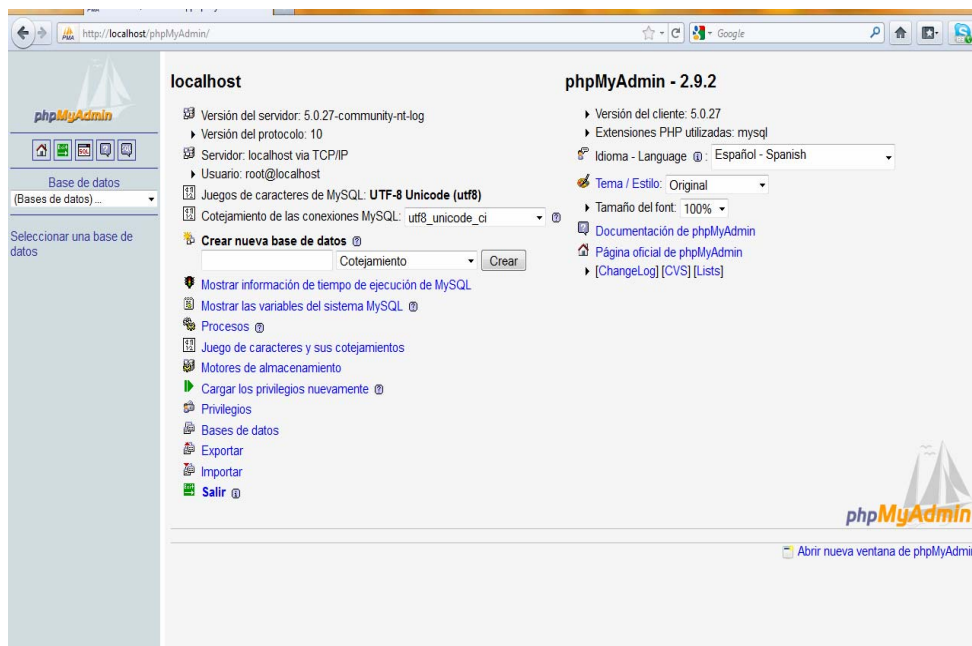 http://localhost/phpMyAdmin/
Google
phpMyAdmin
Base de datos
(Bases de datos) ...
Seleccionar una base de
datos
localhost
Versión del servidor: 5.0.27-community-nt-log
Versión del protocolo: 10
Servidor: localhost via TCP/IP
Usuario: root@localhost
Juegos de caracteres de MySQL: UTF-8 Unicode (utf8)
Cotejamiento de las conexiones MySQL: utf8_unicode_ci
Crear nueva base de datos
Cotejamiento Crear
Mostrar información de tiempo de ejecución de MySQL
Mostrar las variables del sistema MySQL
Procesos
Juego de caracteres y sus cotejamientos
Motores de almacenamiento
Cargar los privilegios nuevamente
Privilegios
Bases de datos
Exportar
Importar
Salir
phpMyAdmin - 2.9.2
Versión del cliente: 5.0.27
Extensiones PHP utilizadas: mysql
Idioma - Language : Español - Spanish
Tema / Estilo: Original
Tamaño del font: 100%
Documentación de phpMyAdmin
Página oficial de phpMyAdmin
[ChangeLog] [CVS] [Lists]
phpMyAdmin
Abrir nueva ventana de phpMyAdmi